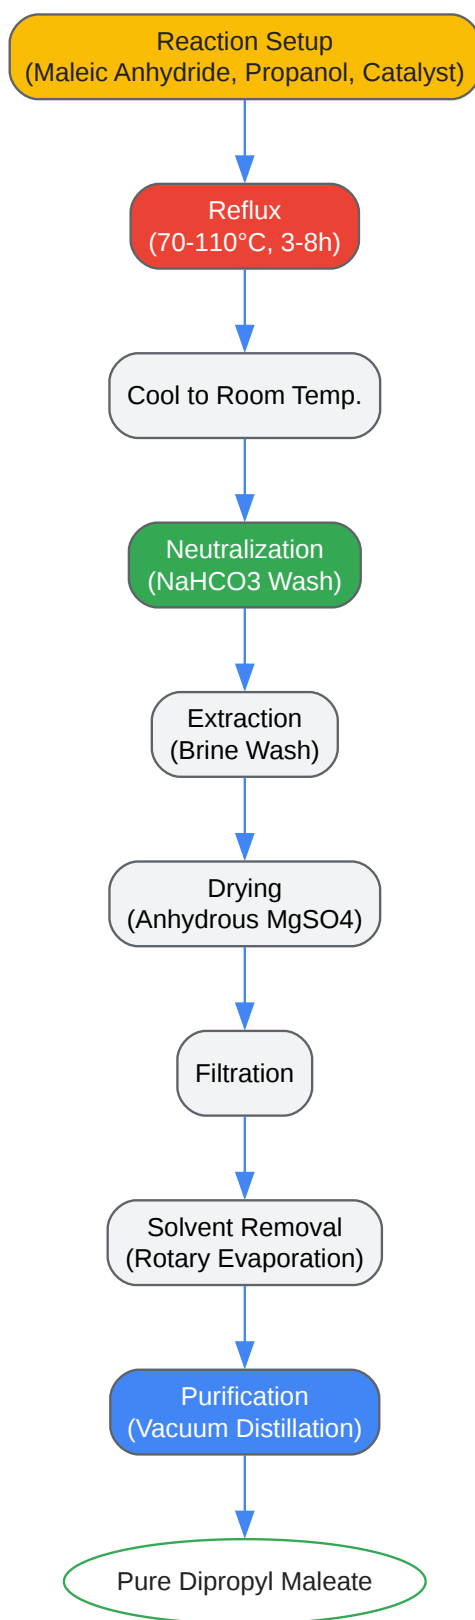 Reaction Setup
(Maleic Anhydride, Propanol, Catalyst)
Reflux
(70-110°C, 3-8h)
Cool to Room Temp.
Neutralization
(NaHCO3 Wash)
Extraction
(Brine Wash)
Drying
(Anhydrous MgSO4)
Filtration
Solvent Removal
(Rotary Evaporation)
Purification
(Vacuum Distillation)
Pure Dipropyl Maleate